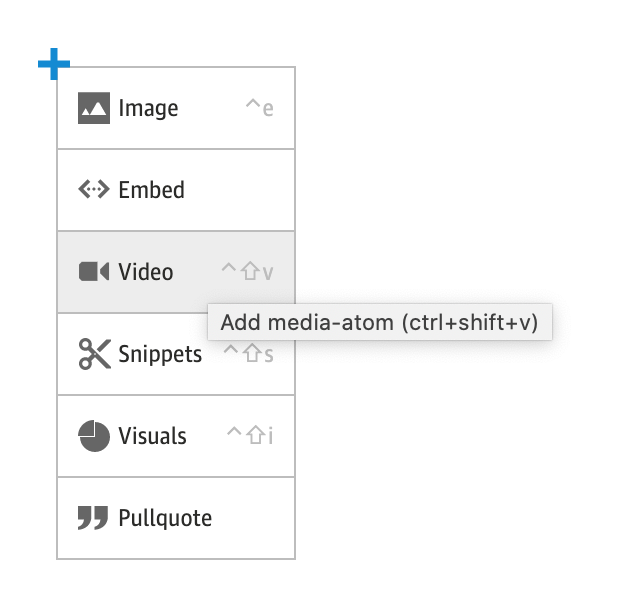 Image ^e
Embed
Video ^⇧v
Add media-atom (ctrl+shift+v)
Snippets ^⇧s
Visuals ^⇧i
Pullquote